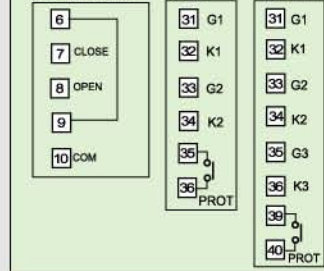 6
7 CLOSE
8 OPEN
9
10 COM
31 G1
32 K1
33 G2
34 K2
35
36
PROT
31 G1
32 K1
33 G2
34 K2
35 G3
36 K3
39
40
PROT